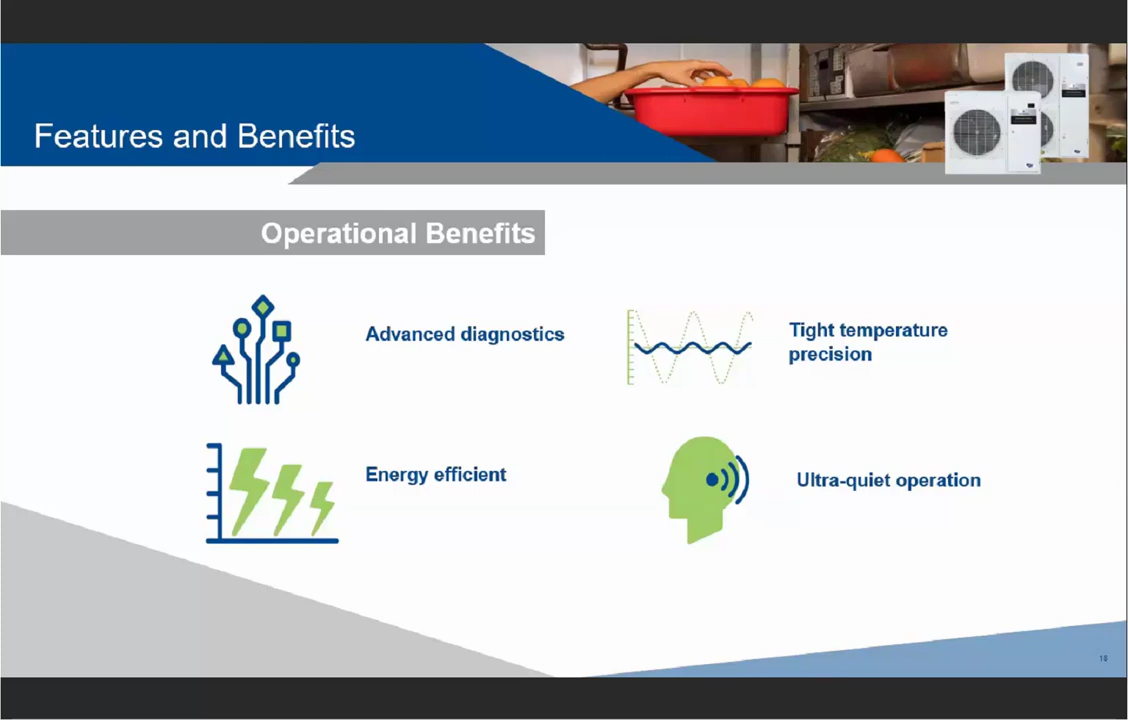 Features and Benefits
Operational Benefits
Advanced diagnostics
Tight temperature
precision
Energy efficient
Ultra-quiet operation